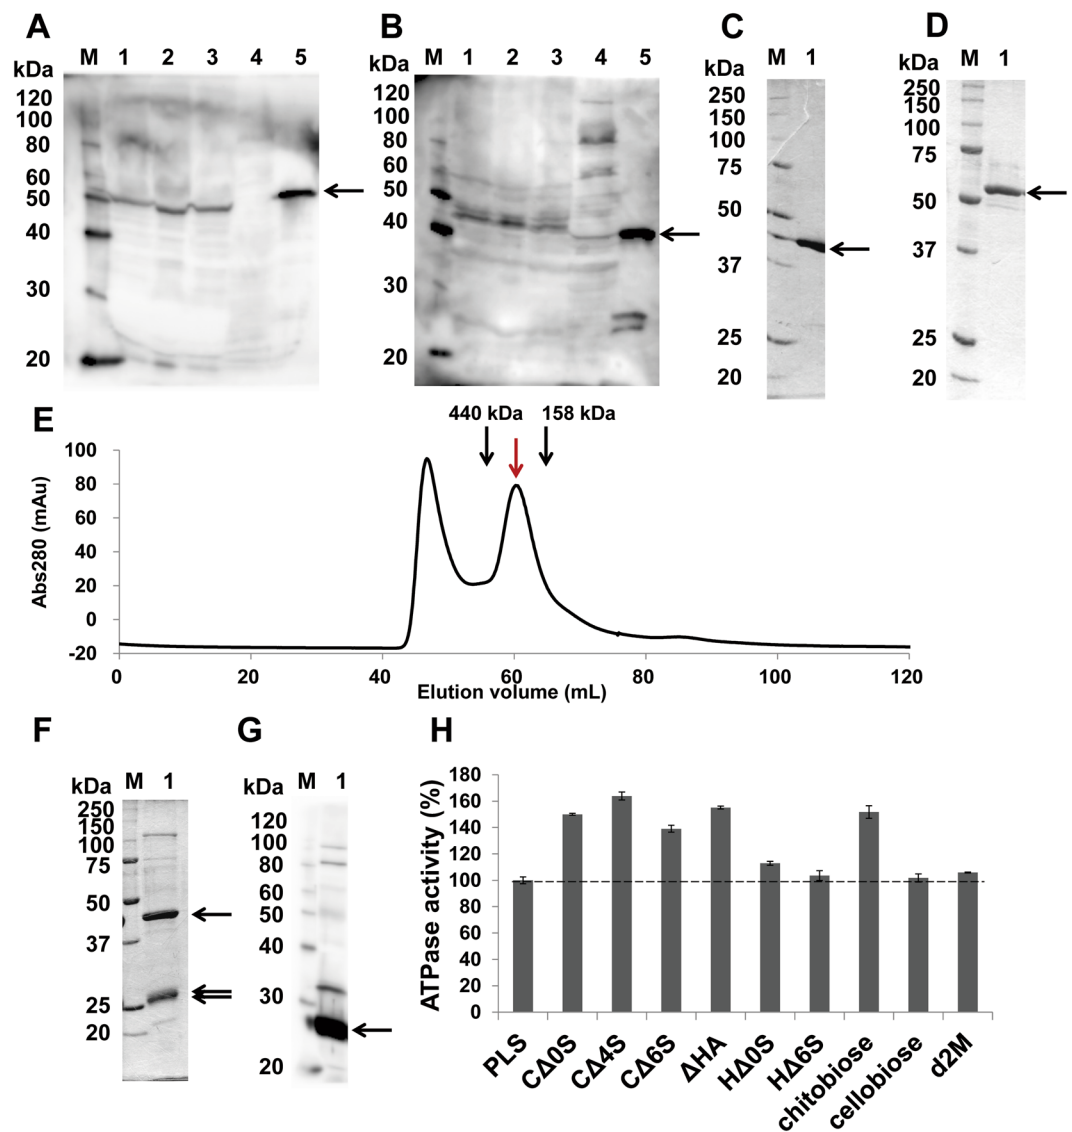 A
M 1 2 3 4 5
kDa
120
100
80
60
50
40
30
20
B
M 1 2 3 4 5
kDa
120
100
80
60
50
40
30
20
C
M 1
kDa
250
150
100
75
50
37
25
20
D
M 1
kDa
250
150
100
75
50
37
25
20
E
440 kDa 158 kDa
Abs280 (mAu)
100
80
60
40
20
0
-20
0 20 40 60 80 100 120
Elution volume (mL)
F
M 1
kDa
250
150
100
75
50
37
25
20
G
M 1
kDa
120
100
80
60
50
40
30
20
H
ATPase activity (%)
180
160
140
120
100
80
60
40
20
0
PLS
CΔ0S
CΔ4S
CΔ6S
ΔHA
HΔ0S
HΔ6S
chitobiose
cellobiose
d2M